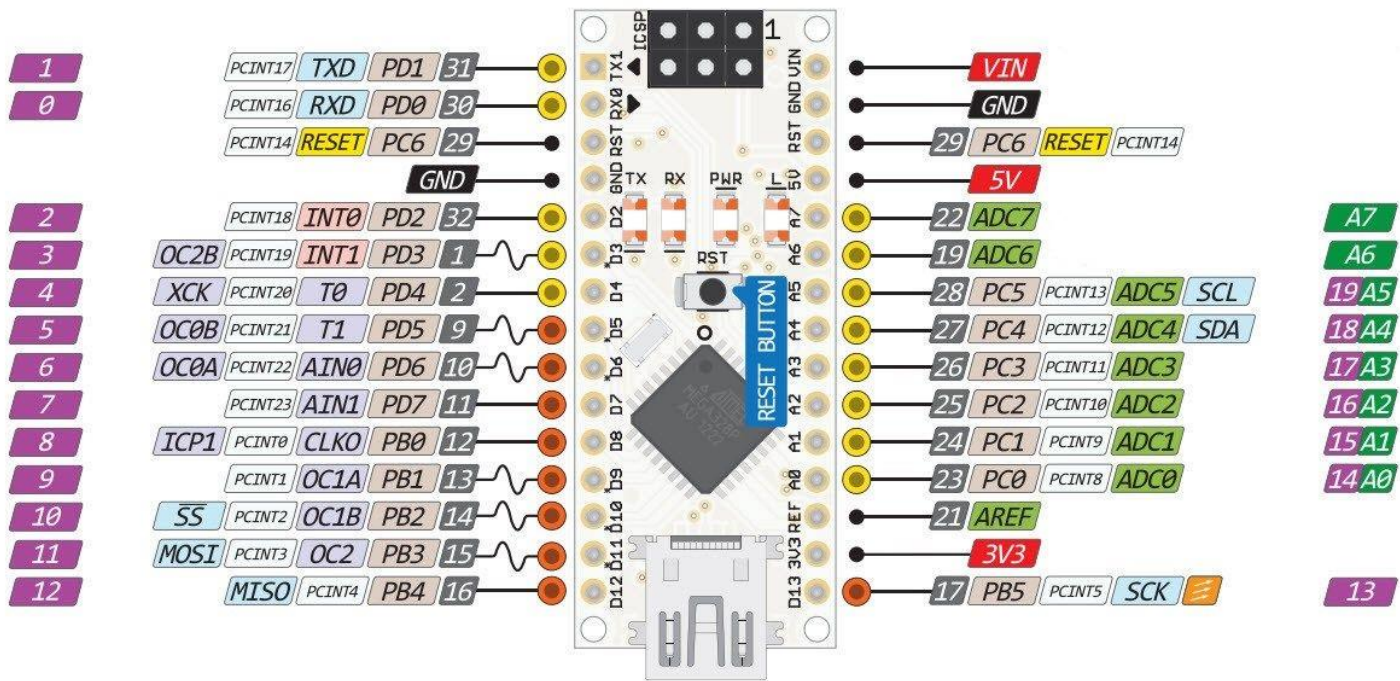 ICSP 1
1 PCINT17 TXD PD1 31 TX1 VIN VIN
0 PCINT16 RXD PD0 30 RX0 GND GND
PCINT14 RESET PC6 29 RST RST 29 PC6 RESET PCINT14
GND GND 5V 5V
TX RX PWR L
2 PCINT18 INT0 PD2 32 D2 A7 22 ADC7 A7
3 OC2B PCINT19 INT1 PD3 1 D3 A6 19 ADC6 A6
RST
4 XCK PCINT20 T0 PD4 2 D4 A5 28 PC5 PCINT13 ADC5 SCL 19 A5
5 OC0B PCINT21 T1 PD5 9 D5 A4 27 PC4 PCINT12 ADC4 SDA 18 A4
RESET BUTTON
6 OC0A PCINT22 AIN0 PD6 10 D6 A3 26 PC3 PCINT11 ADC3 17 A3
7 PCINT23 AIN1 PD7 11 D7 A2 25 PC2 PCINT10 ADC2 16 A2
8 ICP1 PCINT0 CLKO PB0 12 D8 A1 24 PC1 PCINT9 ADC1 15 A1
9 PCINT1 OC1A PB1 13 D9 A0 23 PC0 PCINT8 ADC0 14 A0
10 SS PCINT2 OC1B PB2 14 D10 REF 21 AREF
11 MOSI PCINT3 OC2 PB3 15 D11 3V3 3V3
12 MISO PCINT4 PB4 16 D12 D13 17 PB5 PCINT5 SCK 13